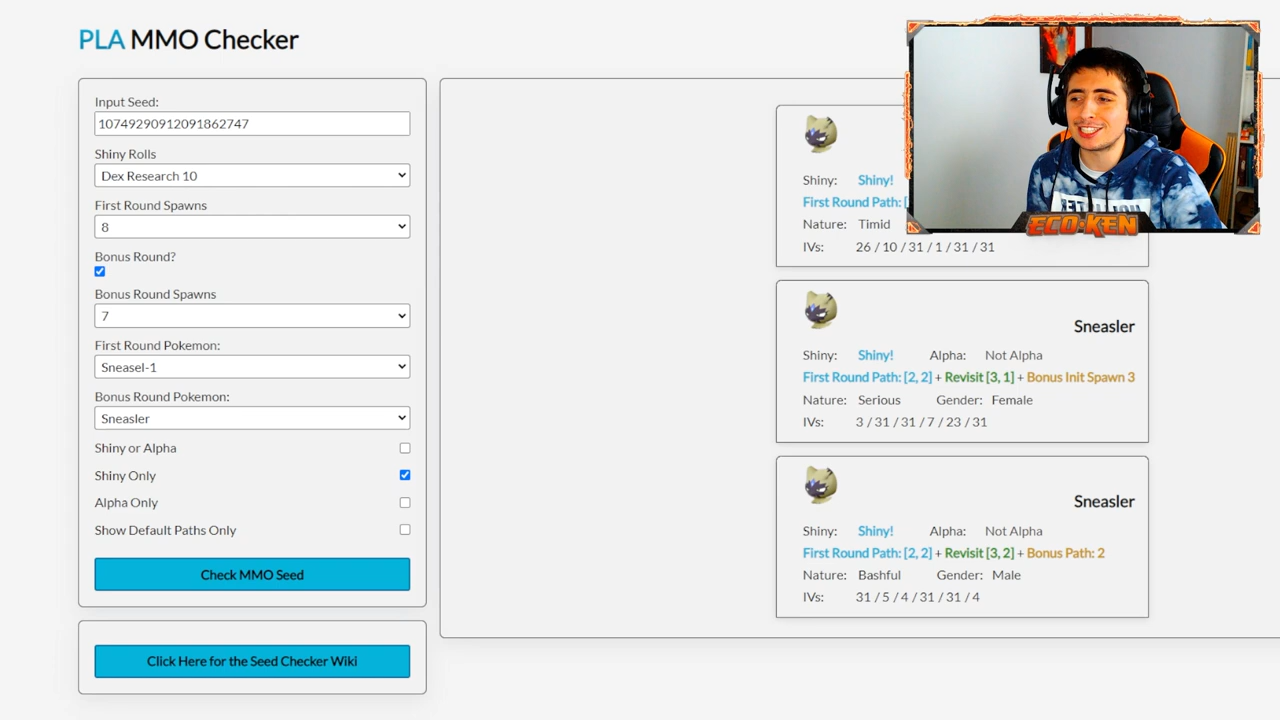 PLA MMO Checker
Input Seed:
10749290912091862747
Shiny Rolls
Dex Research 10
First Round Spawns
8
Bonus Round?
Bonus Round Spawns
7
First Round Pokemon:
Sneasel-1
Bonus Round Pokemon:
Sneasler
Shiny or Alpha
Shiny Only
Alpha Only
Show Default Paths Only
Check MMO Seed
Click Here for the Seed Checker Wiki
Shiny: Shiny!
First Round Path: [
Nature: Timid
IVs: 26 / 10 / 31 / 1 / 31 / 31
Sneasler
Shiny: Shiny! Alpha: Not Alpha
First Round Path: [2, 2] + Revisit [3, 1] + Bonus Init Spawn 3
Nature: Serious Gender: Female
IVs: 3 / 31 / 31 / 7 / 23 / 31
Sneasler
Shiny: Shiny! Alpha: Not Alpha
First Round Path: [2, 2] + Revisit [3, 2] + Bonus Path: 2
Nature: Bashful Gender: Male
IVs: 31 / 5 / 4 / 31 / 31 / 4
ECO-KEN